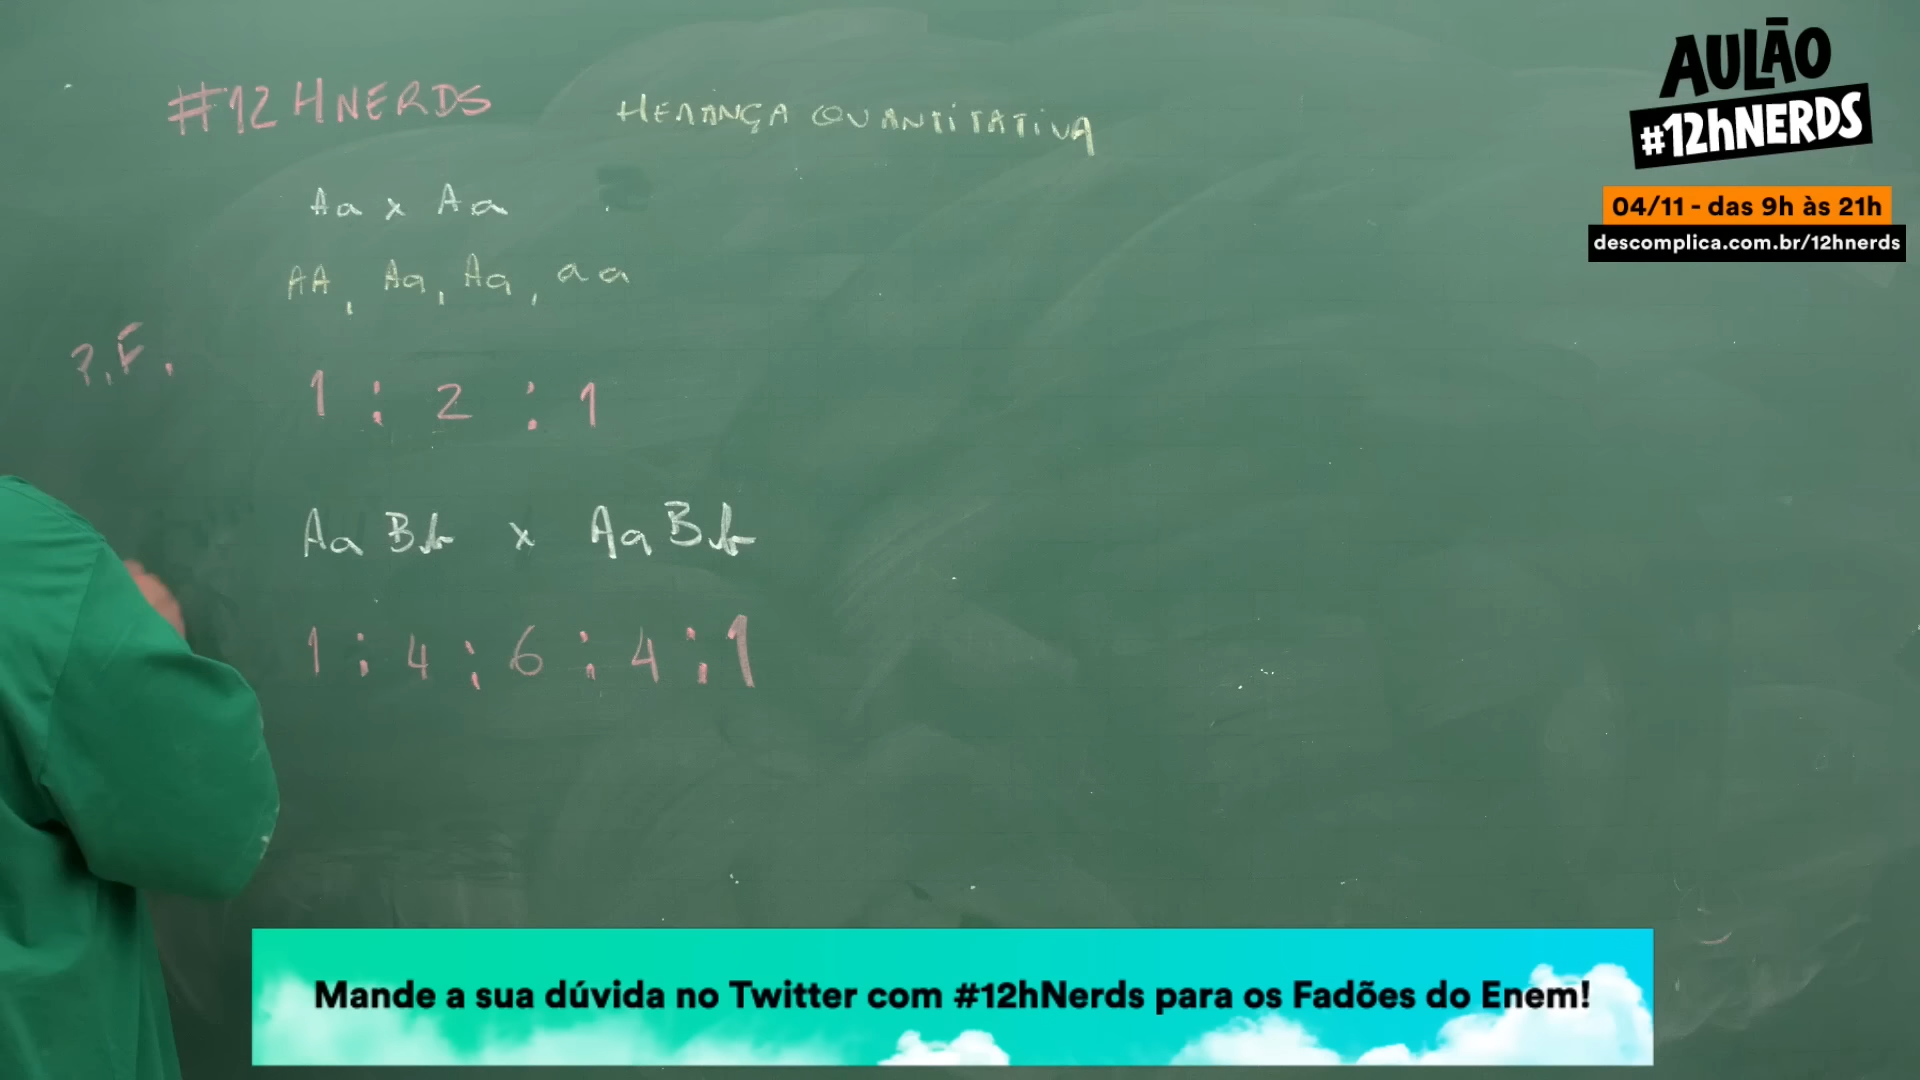 #12HNERDS
HERANÇA QUANTITATIVA
Aa x Aa
AA, Aa, Aa, aa
P.F.
1 : 2 : 1
AaBb x AaBb
1 : 4 : 6 : 4 : 1
AULÃO
#12hNERDS
04/11 - das 9h às 21h
descomplica.com.br/12hnerds
Mande a sua dúvida no Twitter com #12hNerds para os Fadões do Enem!